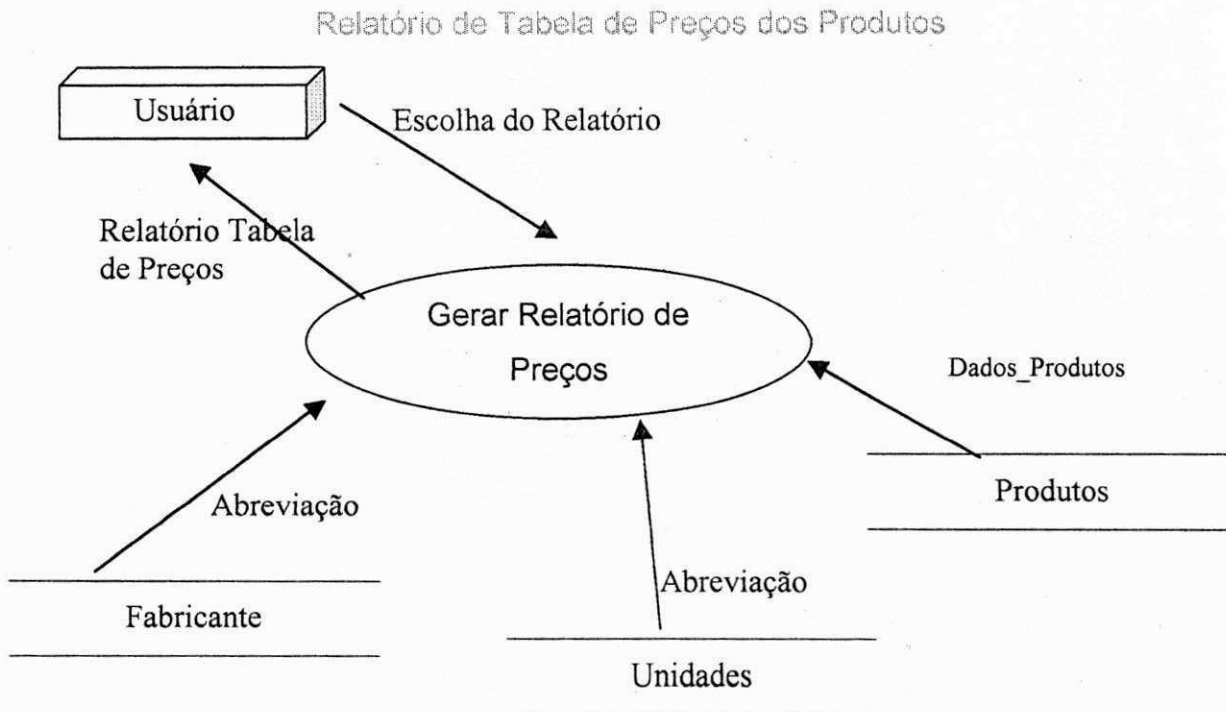 Relatório de Tabela de Preços dos Produtos
Usuário
Escolha do Relatório
Relatório Tabela
de Preços
Gerar Relatório de
Preços
Dados_Produtos
Produtos
Abreviação
Fabricante
Abreviação
Unidades